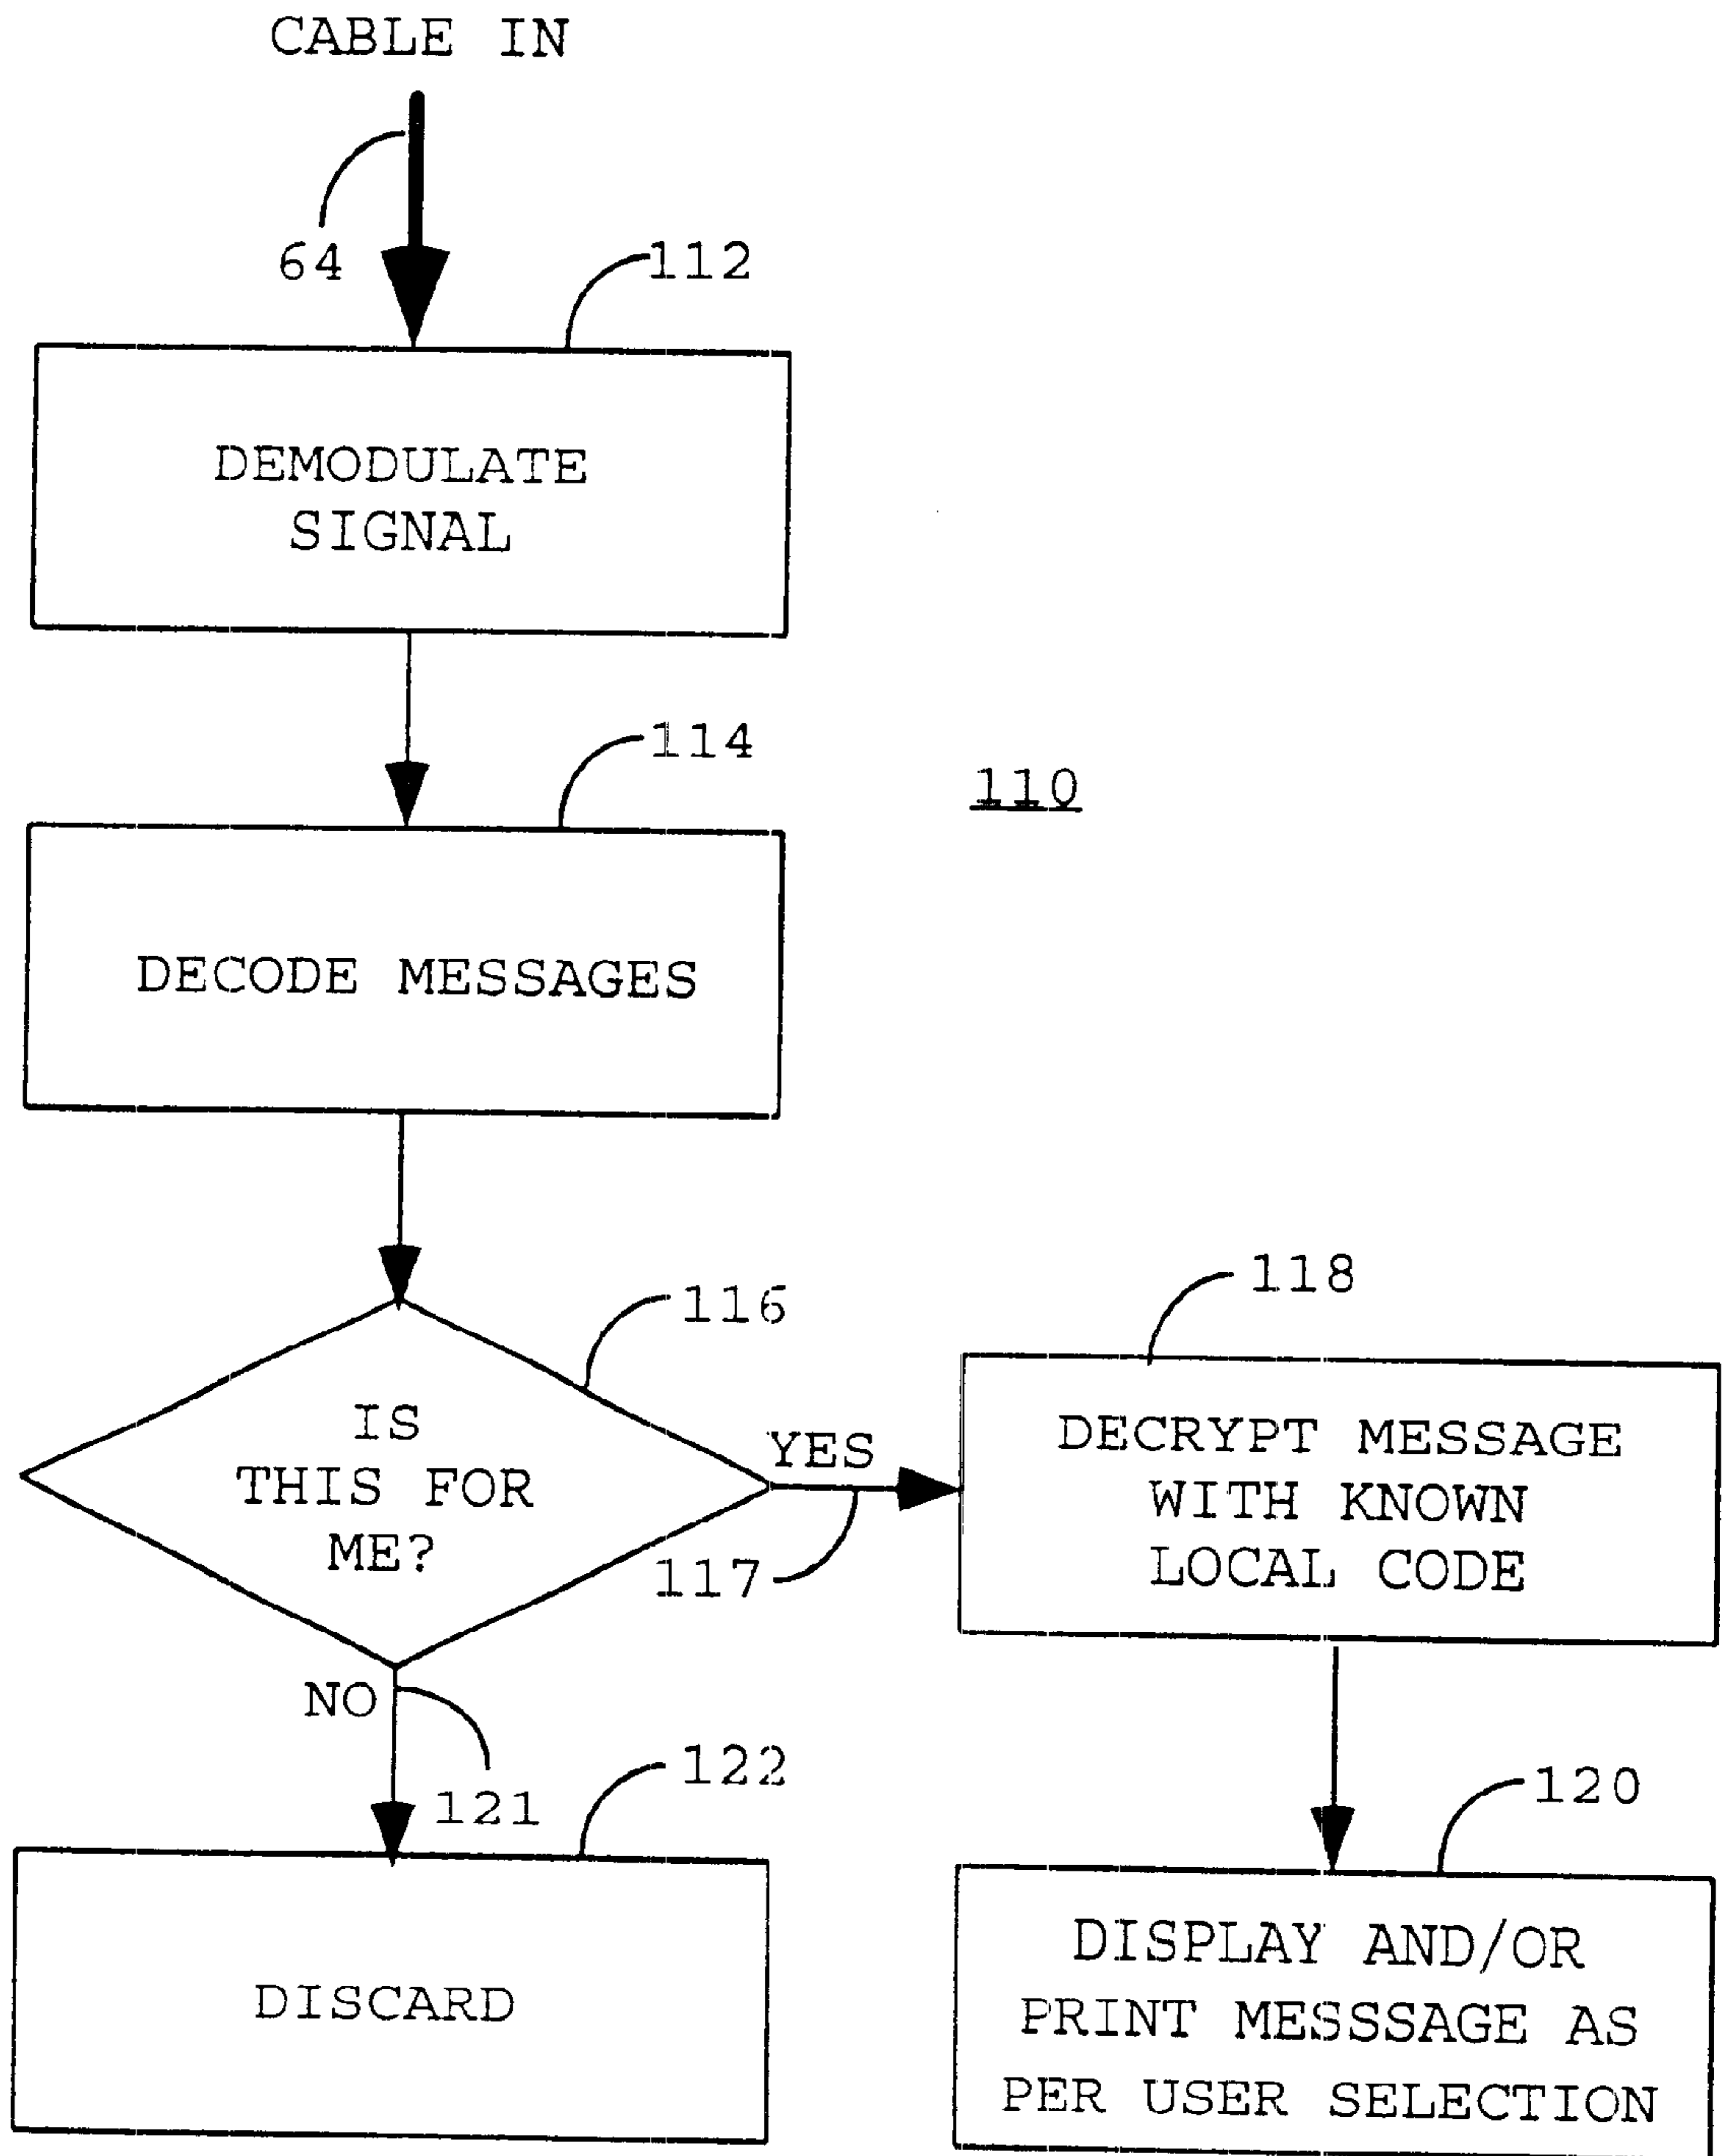 CABLE IN
64
112
DEMODULATE
SIGNAL
114
110
DECODE MESSAGES
116
118
IS
THIS FOR
ME?
YES
117
DECRYPT MESSAGE
WITH KNOWN
LOCAL CODE
NO
121
122
120
DISCARD
DISPLAY AND/OR
PRINT MESSSAGE AS
PER USER SELECTION